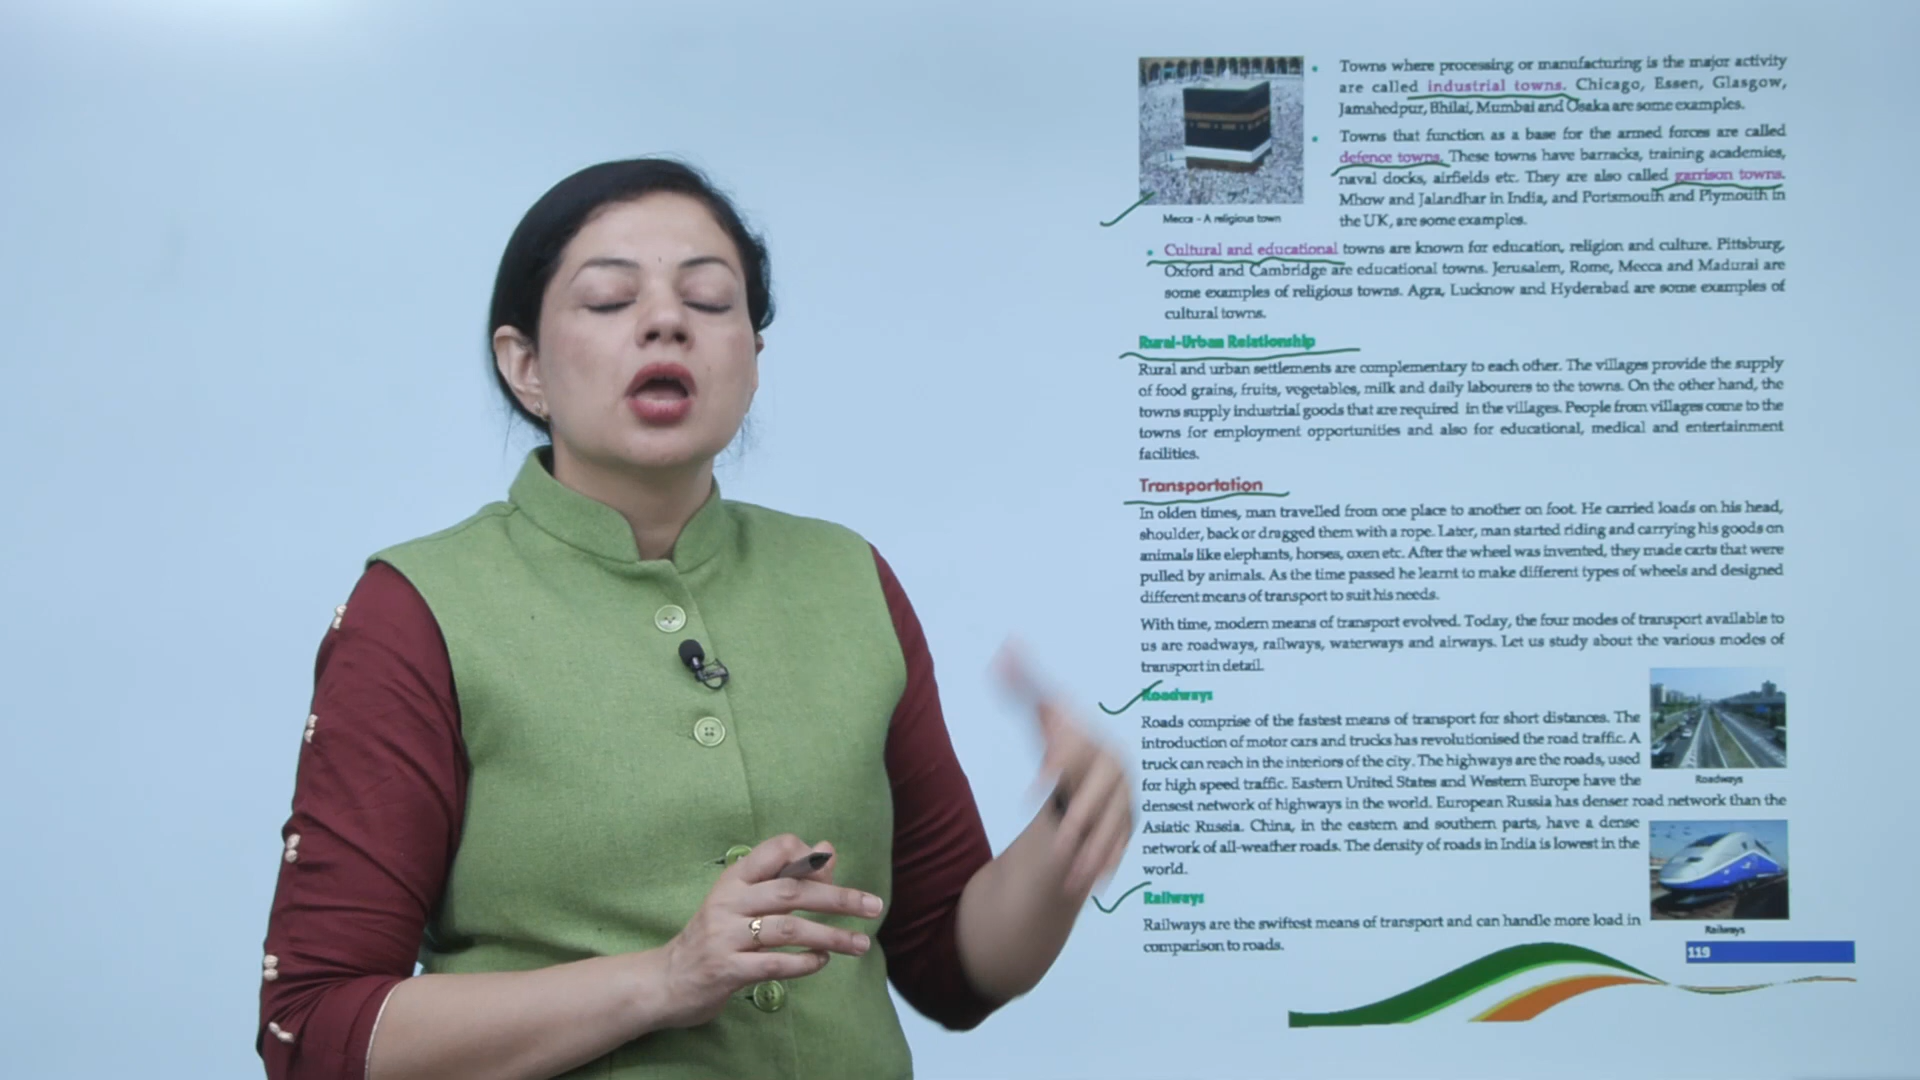 Towns where processing or manufacturing is the major activity
are called industrial towns. Chicago, Essen, Glasgow,
Jamshedpur, Bhilai, Mumbai and Osaka are some examples.
Towns that function as a base for the armed forces are called
defence towns. These towns have barracks, training academies,
naval docks, airfields etc. They are also called garrison towns.
Mhow and Jalandhar in India, and Portsmouth and Plymouth in
the UK, are some examples.
Mecca - A religious town
Cultural and educational towns are known for education, religion and culture. Pittsburg,
Oxford and Cambridge are educational towns. Jerusalem, Rome, Mecca and Madurai are
some examples of religious towns. Agra, Lucknow and Hyderabad are some examples of
cultural towns.
Rural-Urban Relationship
Rural and urban settlements are complementary to each other. The villages provide the supply
of food grains, fruits, vegetables, milk and daily labourers to the towns. On the other hand, the
towns supply industrial goods that are required in the villages. People from villages come to the
towns for employment opportunities and also for educational, medical and entertainment
facilities.
Transportation
In olden times, man travelled from one place to another on foot. He carried loads on his head,
shoulder, back or dragged them with a rope. Later, man started riding and carrying his goods on
animals like elephants, horses, oxen etc. After the wheel was invented, they made carts that were
pulled by animals. As the time passed he learnt to make different types of wheels and designed
different means of transport to suit his needs.
With time, modern means of transport evolved. Today, the four modes of transport available to
us are roadways, railways, waterways and airways. Let us study about the various modes of
transport in detail.
Roadways
Roads comprise of the fastest means of transport for short distances. The
introduction of motor cars and trucks has revolutionised the road traffic. A
truck can reach in the interiors of the city. The highways are the roads, used
for high speed traffic. Eastern United States and Western Europe have the
densest network of highways in the world. European Russia has denser road network than the
Asiatic Russia. China, in the eastern and southern parts, have a dense
network of all-weather roads. The density of roads in India is lowest in the
world.
Roadways
Railways
Railways are the swiftest means of transport and can handle more load in
comparison to roads.
Railways
119